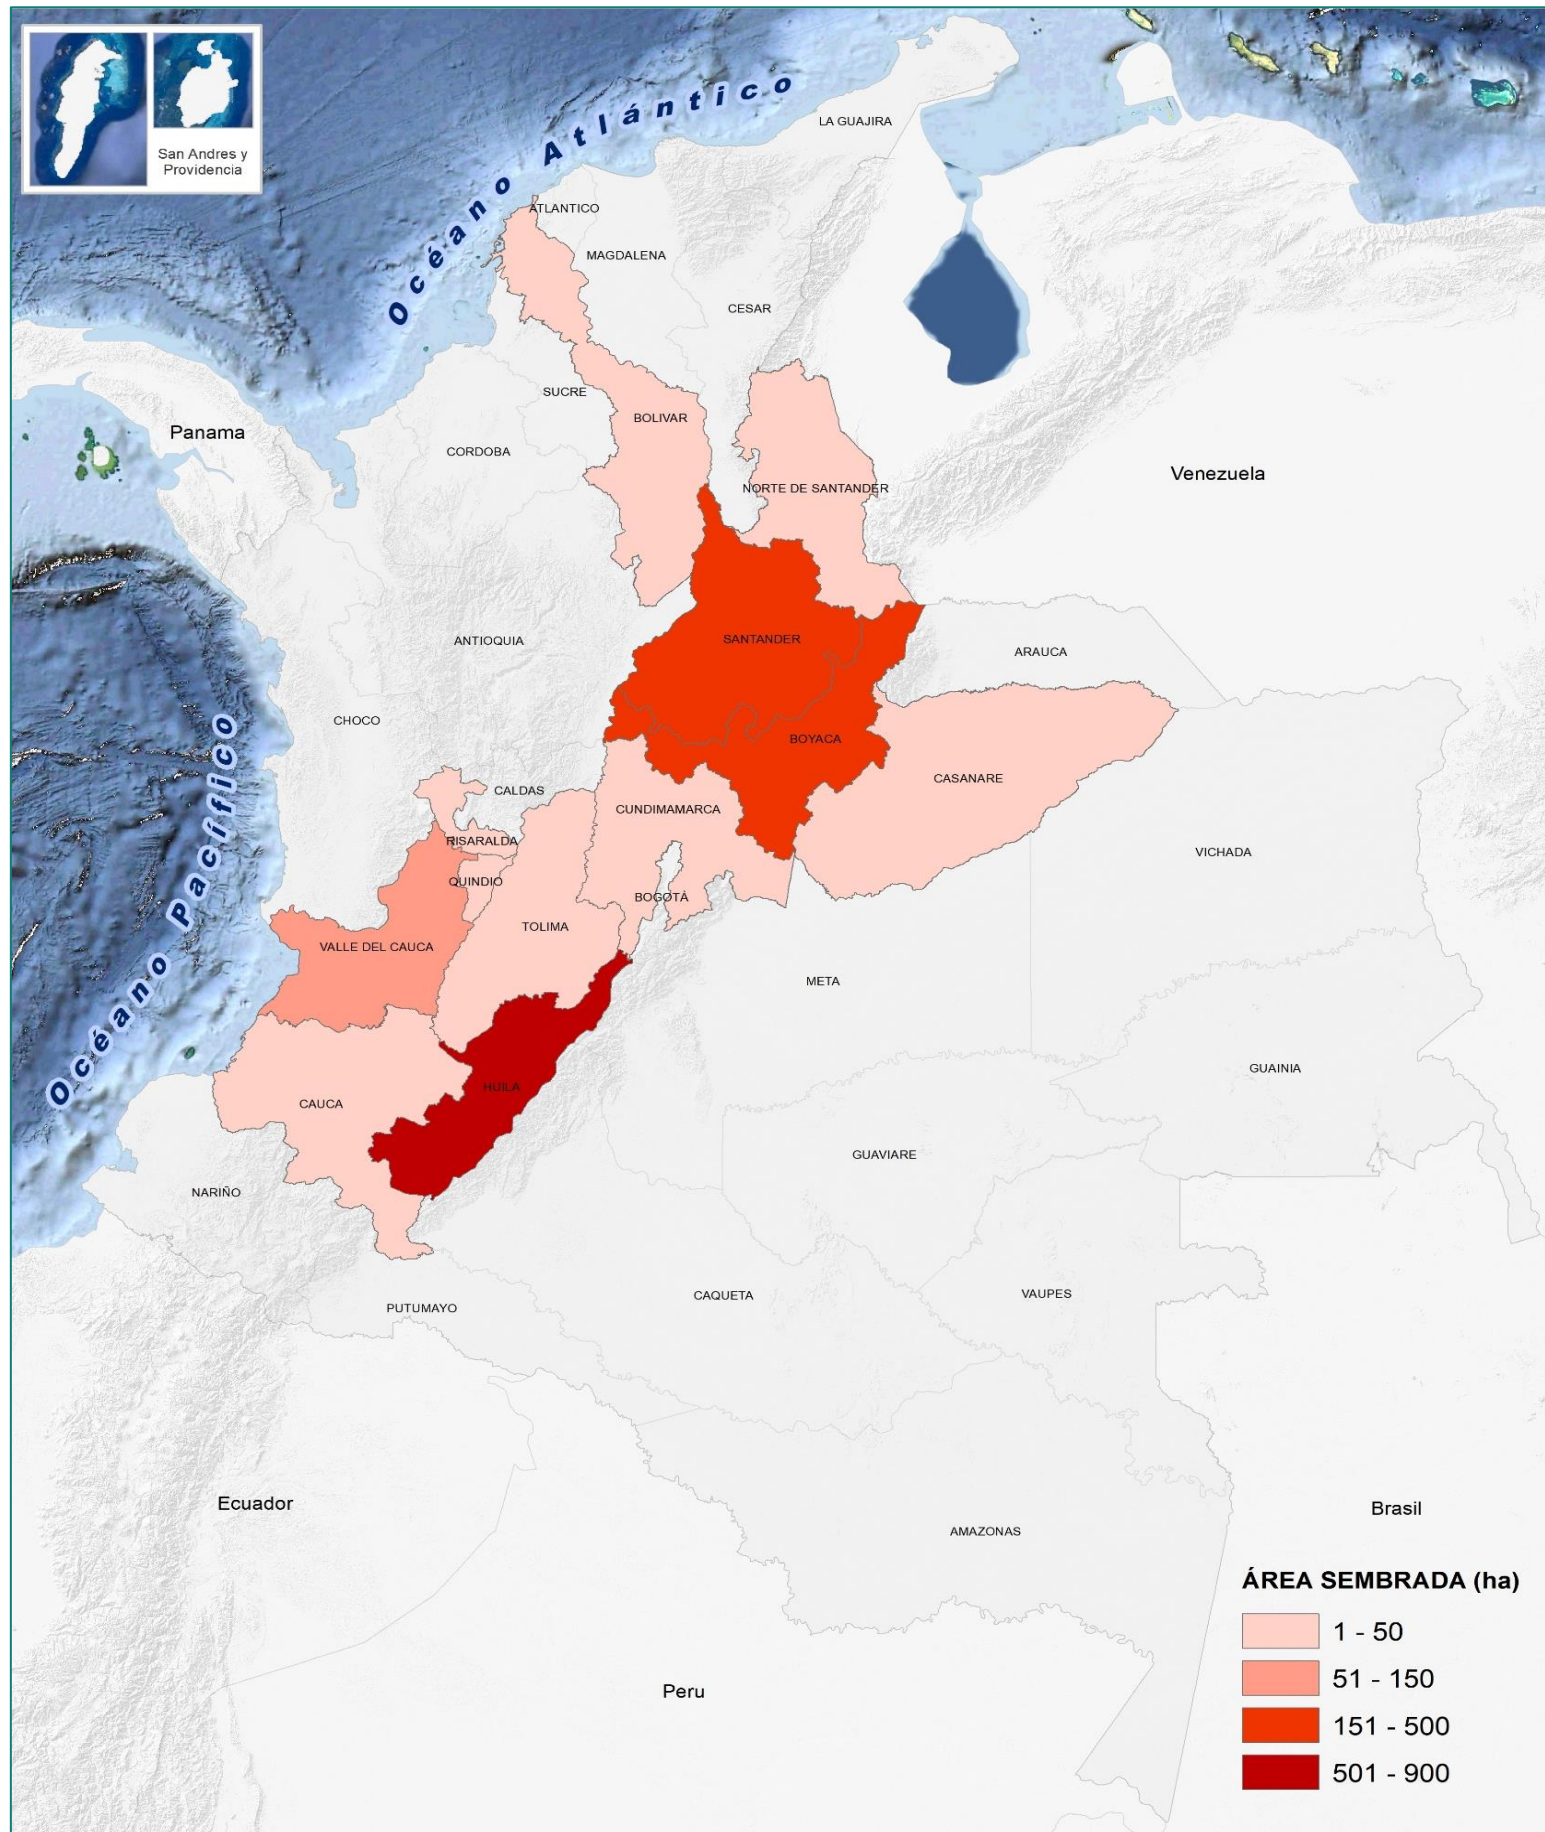 San Andres y
Providencia
Océano Atlántico
LA GUAJIRA
ATLANTICO
MAGDALENA
CESAR
SUCRE
BOLIVAR
Panama
CORDOBA
Venezuela
NORTE DE SANTANDER
SANTANDER
ANTIOQUIA
ARAUCA
CHOCO
BOYACA
CASANARE
CALDAS
CUNDIMAMARCA
RISARALDA
VICHADA
QUINDIO
BOGOTÁ
TOLIMA
VALLE DEL CAUCA
Océano Pacífico
META
GUAINIA
HUILA
CAUCA
GUAVIARE
NARIÑO
VAUPES
CAQUETA
PUTUMAYO
Ecuador
Brasil
AMAZONAS
Peru
ÁREA SEMBRADA (ha)
1 - 50
51 - 150
151 - 500
501 - 900